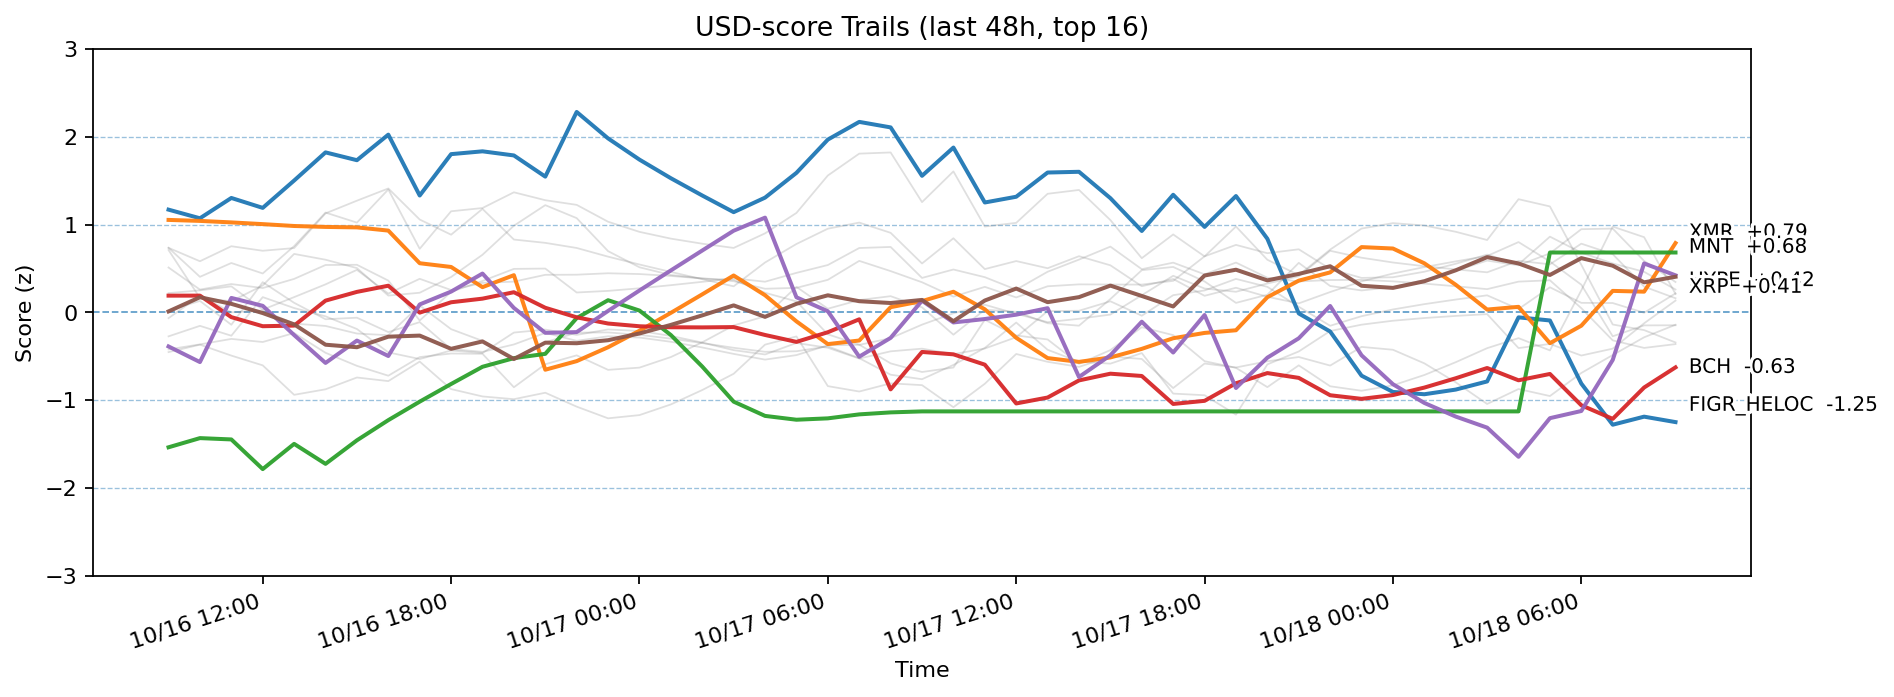 USD-score Trails (last 48h, top 16)
Score (z)
3
2
1
0
−1
−2
−3
XMR +0.79
MNT +0.68
HYPE +0.42
XRP +0.41
BCH -0.63
FIGR_HELOC -1.25
10/16 12:00
10/16 18:00
10/17 00:00
10/17 06:00
10/17 12:00
10/17 18:00
10/18 00:00
10/18 06:00
Time